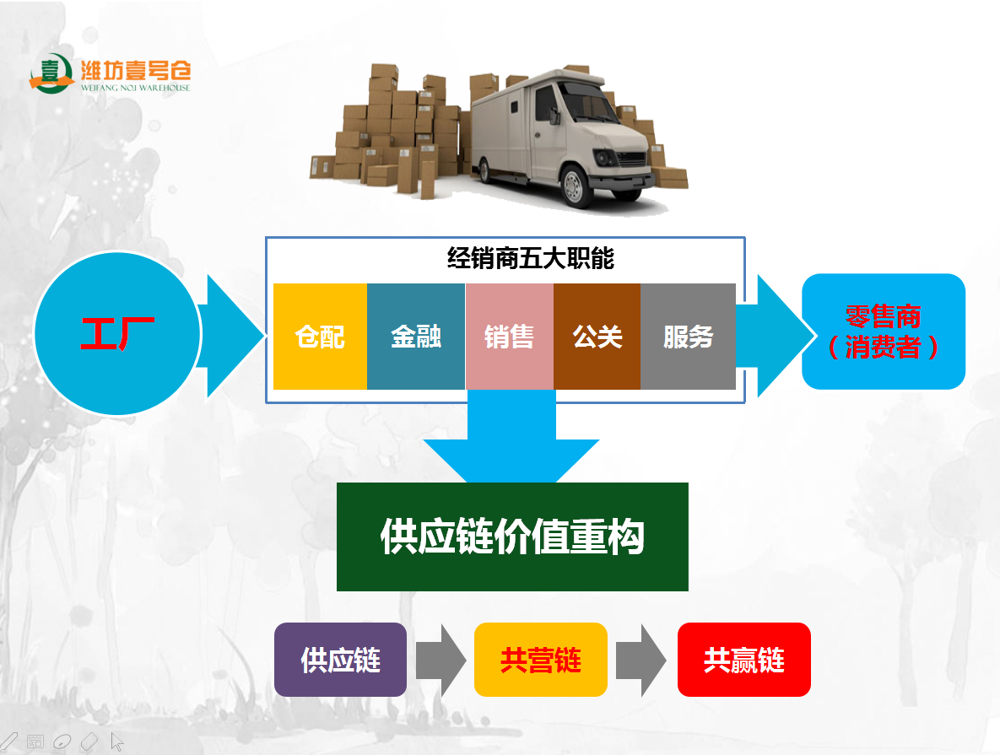 壹
潍坊壹号仓
WEIFANG NO.1 WAREHOUSE
经销商五大职能
工厂
仓配
金融
销售
公关
服务
零售商
（消费者）
供应链价值重构
供应链
共营链
共赢链